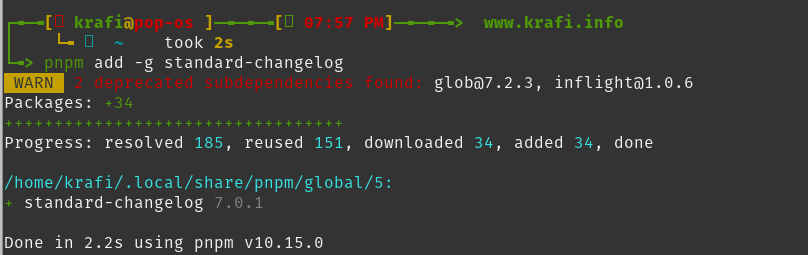 [ krafi@pop-os ]—[ 07:57 PM]—> www.krafi.info
~ took 2s
> pnpm add -g standard-changelog
WARN 2 deprecated subdependencies found: glob@7.2.3, inflight@1.0.6
Packages: +34
++++++++++++++++++++++++++++++++++
Progress: resolved 185, reused 151, downloaded 34, added 34, done
/home/krafi/.local/share/pnpm/global/5:
+ standard-changelog 7.0.1
Done in 2.2s using pnpm v10.15.0